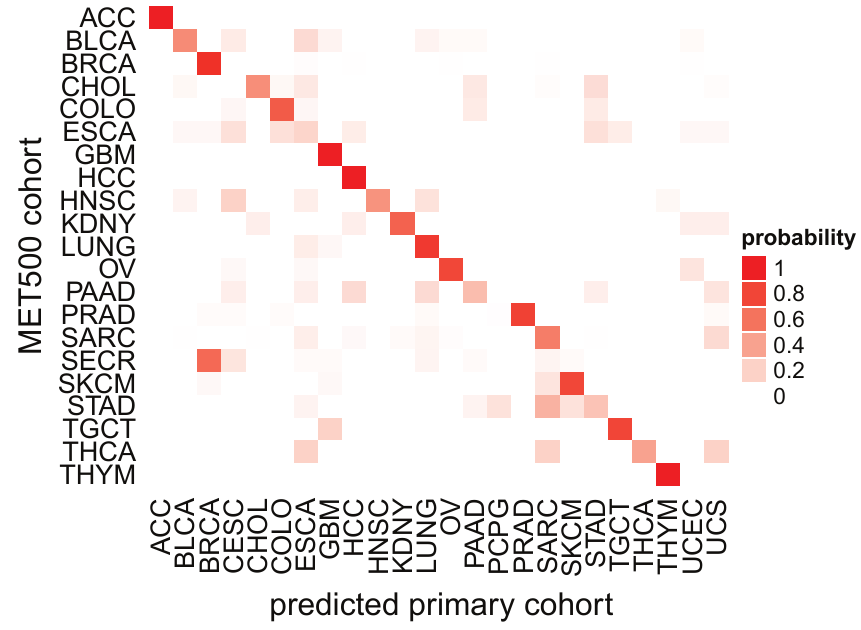 ACC
BLCA
BRCA
CHOL
COLO
ESCA
GBM
HCC
HNSC
KDNY
LUNG
OV
PAAD
PRAD
SARC
SECR
SKCM
STAD
TGCT
THCA
THYM
MET500 cohort
probability
1
0.8
0.6
0.4
0.2
0
ACC
BLCA
BRCA
CESC
CHOL
COLO
ESCA
GBM
HCC
HNSC
KDNY
LUNG
OV
PAAD
PCPG
PRAD
SARC
SKCM
STAD
TGCT
THCA
THYM
UCEC
UCS
predicted primary cohort